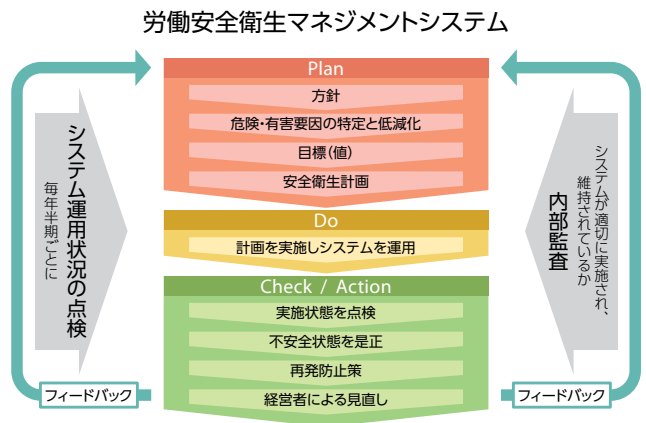 労働安全衛生マネジメントシステム
Plan
方針
危険・有害要因の特定と低減化
目標(値)
安全衛生計画
Do
計画を実施しシステムを運用
Check / Action
実施状態を点検
不安全状態を是正
再発防止策
経営者による見直し
システム運用状況の点検
毎年半期ごとに
フィードバック
システムが適切に実施され、
維持されているか
内部監査
フィードバック